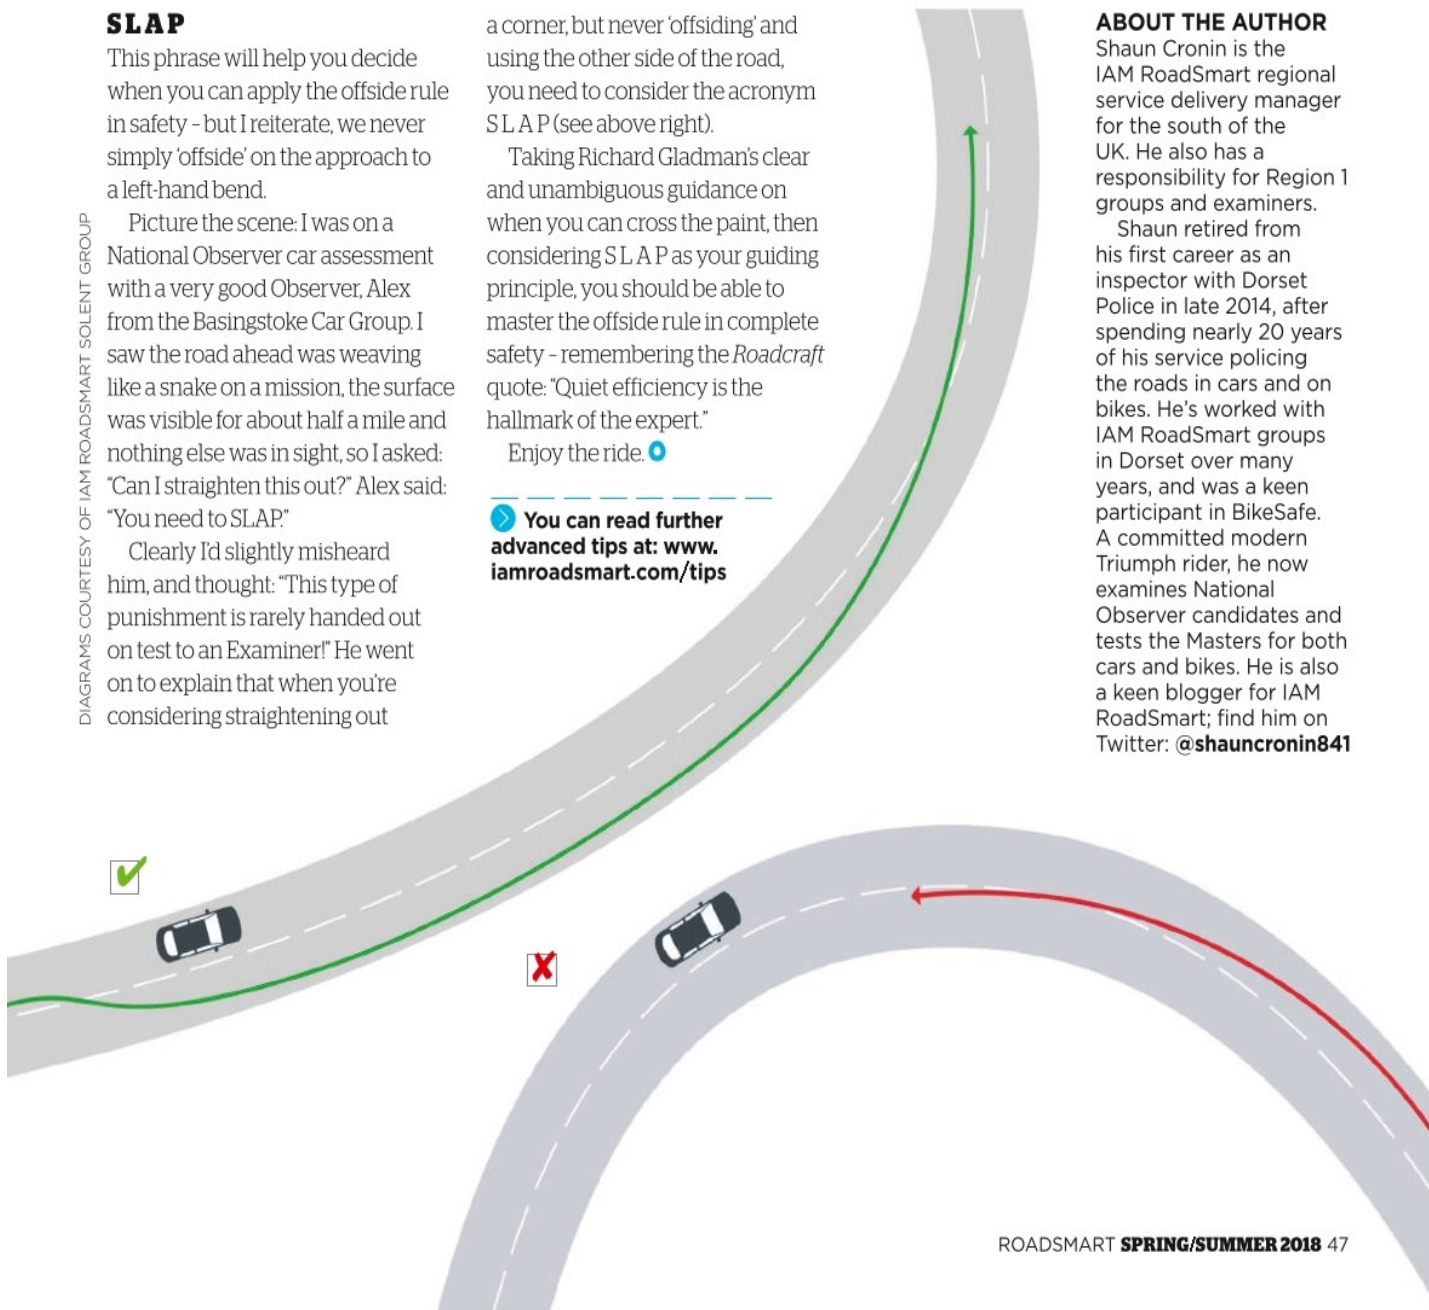 SLAP
This phrase will help you decide
when you can apply the offside rule
in safety – but I reiterate, we never
simply ‘offside’ on the approach to
a left-hand bend.
Picture the scene: I was on a
National Observer car assessment
with a very good Observer, Alex
from the Basingstoke Car Group. I
saw the road ahead was weaving
like a snake on a mission, the surface
was visible for about half a mile and
nothing else was in sight, so I asked:
“Can I straighten this out?” Alex said:
“You need to SLAP.”
Clearly I’d slightly misheard
him, and thought: “This type of
punishment is rarely handed out
on test to an Examiner!” He went
on to explain that when you’re
considering straightening out
a corner, but never ‘offsiding’ and
using the other side of the road,
you need to consider the acronym
S L A P (see above right).
Taking Richard Gladman’s clear
and unambiguous guidance on
when you can cross the paint, then
considering S L A P as your guiding
principle, you should be able to
master the offside rule in complete
safety – remembering the Roadcraft
quote: “Quiet efficiency is the
hallmark of the expert.”
Enjoy the ride.
You can read further
advanced tips at: www.
iamroadsmart.com/tips
ABOUT THE AUTHOR
Shaun Cronin is the
IAM RoadSmart regional
service delivery manager
for the south of the
UK. He also has a
responsibility for Region 1
groups and examiners.
Shaun retired from
his first career as an
inspector with Dorset
Police in late 2014, after
spending nearly 20 years
of his service policing
the roads in cars and on
bikes. He’s worked with
IAM RoadSmart groups
in Dorset over many
years, and was a keen
participant in BikeSafe.
A committed modern
Triumph rider, he now
examines National
Observer candidates and
tests the Masters for both
cars and bikes. He is also
a keen blogger for IAM
RoadSmart; find him on
Twitter: @shauncronin841
DIAGRAMS COURTESY OF IAM ROADSMART SOLENT GROUP
ROADSMART SPRING/SUMMER 2018 47